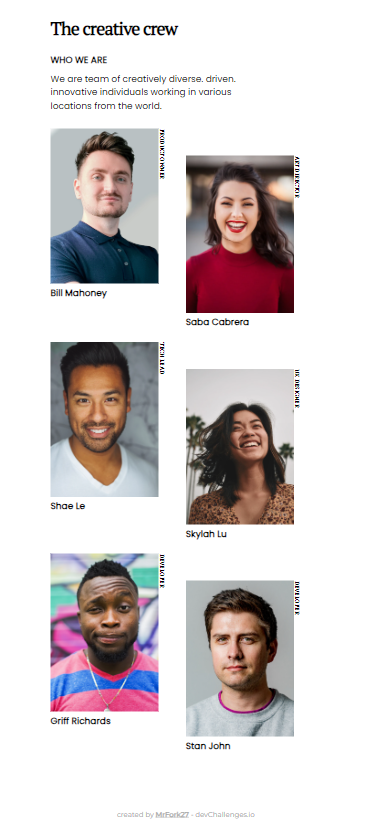 The creative crew
WHO WE ARE
We are team of creatively diverse. driven.
innovative individuals working in various
locations from the world.
PRODUCT OWNER
Bill Mahoney
ART DIRECTOR
Saba Cabrera
TECH LEAD
Shae Le
UX DESIGNER
Skylah Lu
DEVELOPER
Griff Richards
DEVELOPER
Stan John
created by MrFork27 - devChallenges.io